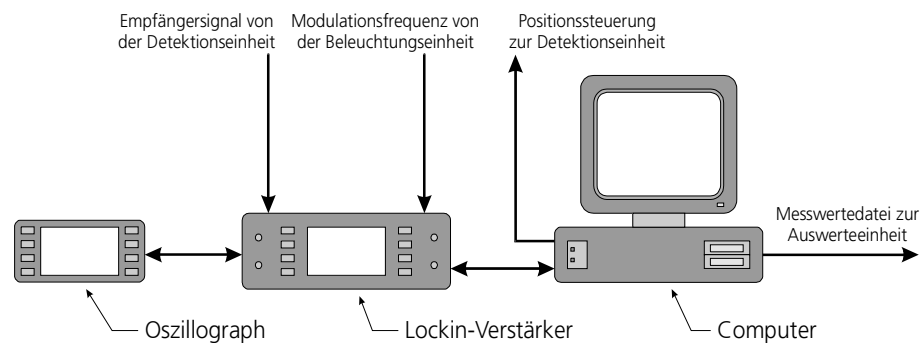 Empfängersignal von
der Detektionseinheit
Modulationsfrequenz von
der Beleuchtungseinheit
Positionssteuerung
zur Detektionseinheit
Messwertedatei zur
Auswerteeinheit
Oszillograph
Lockin-Verstärker
Computer